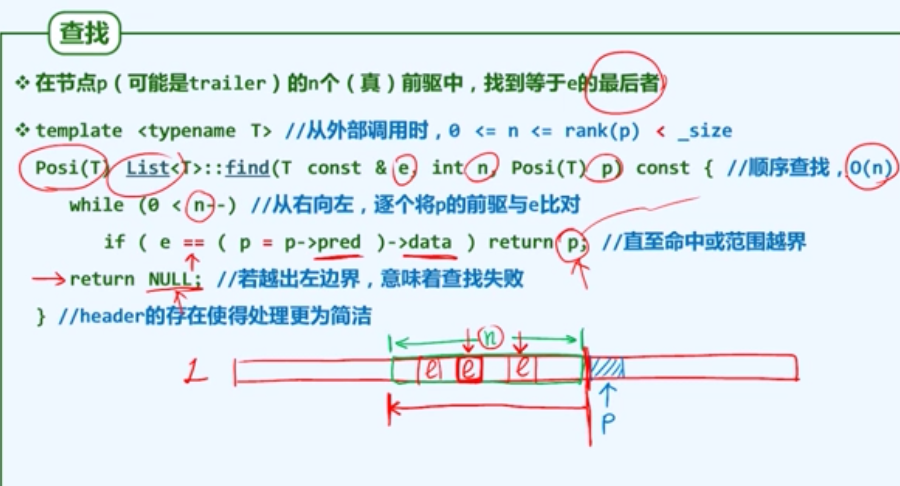 查找
❖ 在节点p（可能是trailer）的n个（真）前驱中，找到等于e的最后者
❖ template <typename T> //从外部调用时，0 <= n <= rank(p) < _size
Posi(T) List<T>::find(T const & e, int n, Posi(T) p) const { //顺序查找，O(n)
while (0 < n--) //从右向左，逐个将p的前驱与e比对
if ( e == ( p = p->pred )->data ) return p; //直至命中或范围越界
return NULL; //若越出左边界，意味着查找失败
} //header的存在使得处理更为简洁
n
L e e e
P